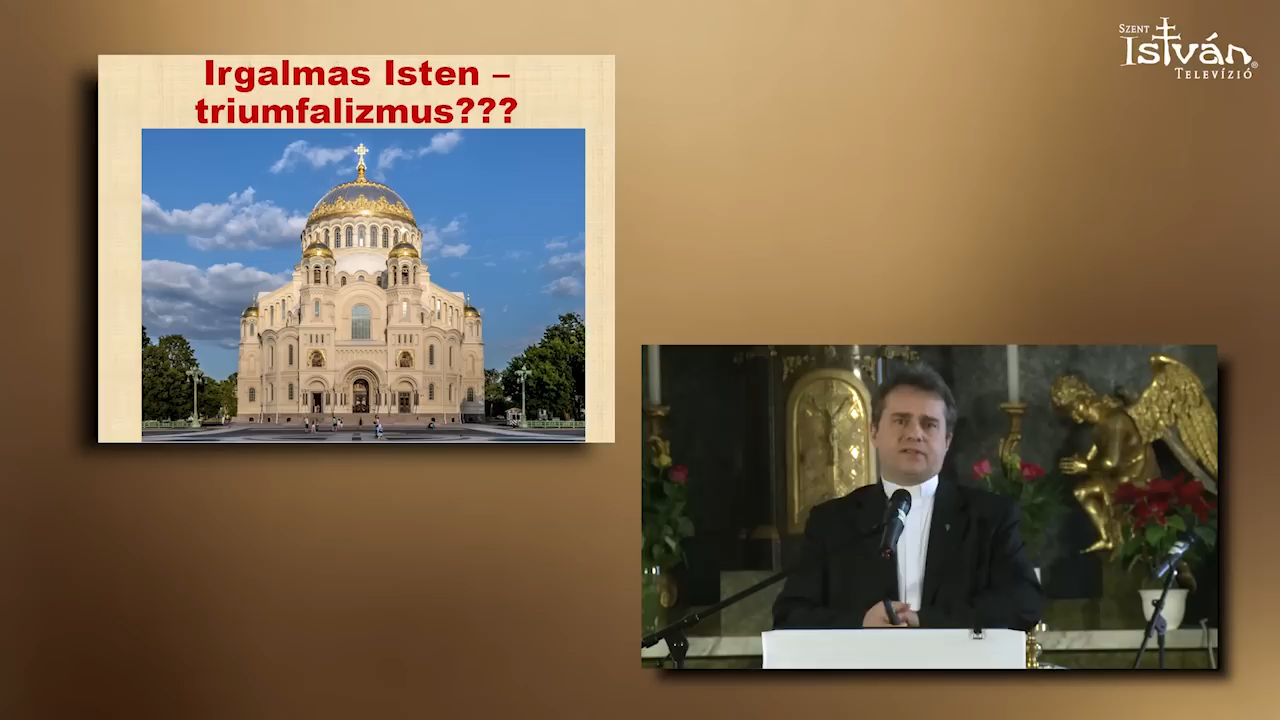 Irgalmas Isten –
triumfalizmus???
SZENT
IsTván®
TELEVÍZIÓ